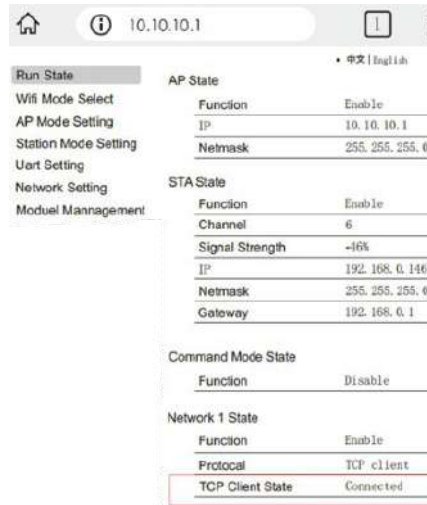 10.10.10.1
1
中文 | English
Run State
Wifi Mode Select
AP Mode Setting
Station Mode Setting
Uart Setting
Network Setting
Moduel Mannagement
AP State
Function Enable
IP 10.10.10.1
Netmask 255.255.255.0
STA State
Function Enable
Channel 6
Signal Strength -46%
IP 192.168.0.146
Netmask 255.255.255.0
Gateway 192.168.0.1
Command Mode State
Function Disable
Network 1 State
Function Enable
Protocal TCP client
TCP Client State Connected